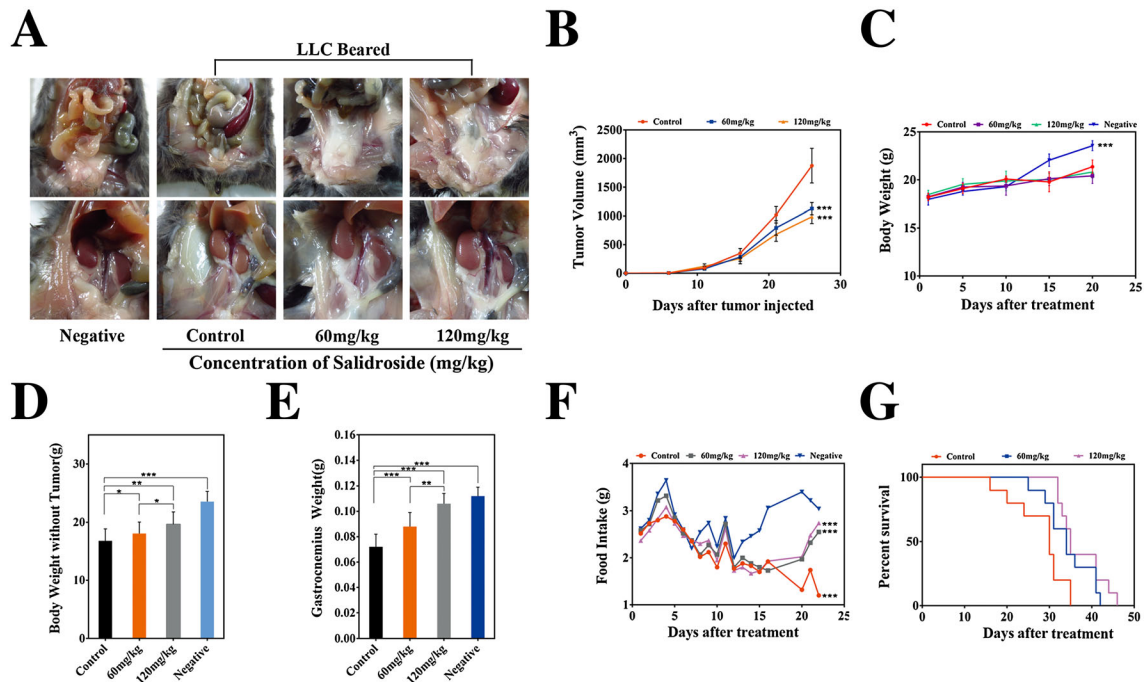 A
LLC Beared
Negative
Control
60mg/kg
120mg/kg
Concentration of Salidroside (mg/kg)
B
Control 60mg/kg 120mg/kg
Tumor Volume (mm³)
2500
2000
1500
1000
500
0
***
***
0 10 20 30
Days after tumor injected
C
Control 60mg/kg 120mg/kg Negative
Body Weight (g)
25
20
15
10
***
0 5 10 15 20 25
Days after treatment
D
Body Weight without Tumor(g)
30
20
10
0
***
**
*
*
Control
60mg/kg
120mg/kg
Negative
E
Gastrocnemius Weight(g)
0.16
0.14
0.12
0.10
0.08
0.06
0.04
0.02
0.00
***
***
***
**
Control
60mg/kg
120mg/kg
Negative
F
Control 60mg/kg 120mg/kg Negative
Food Intake (g)
4
3
2
1
***
***
***
0 5 10 15 20 25
Days after treatment
G
Control 60mg/kg 120mg/kg
Percent survival
100
50
0
0 10 20 30 40 50
Days after treatment